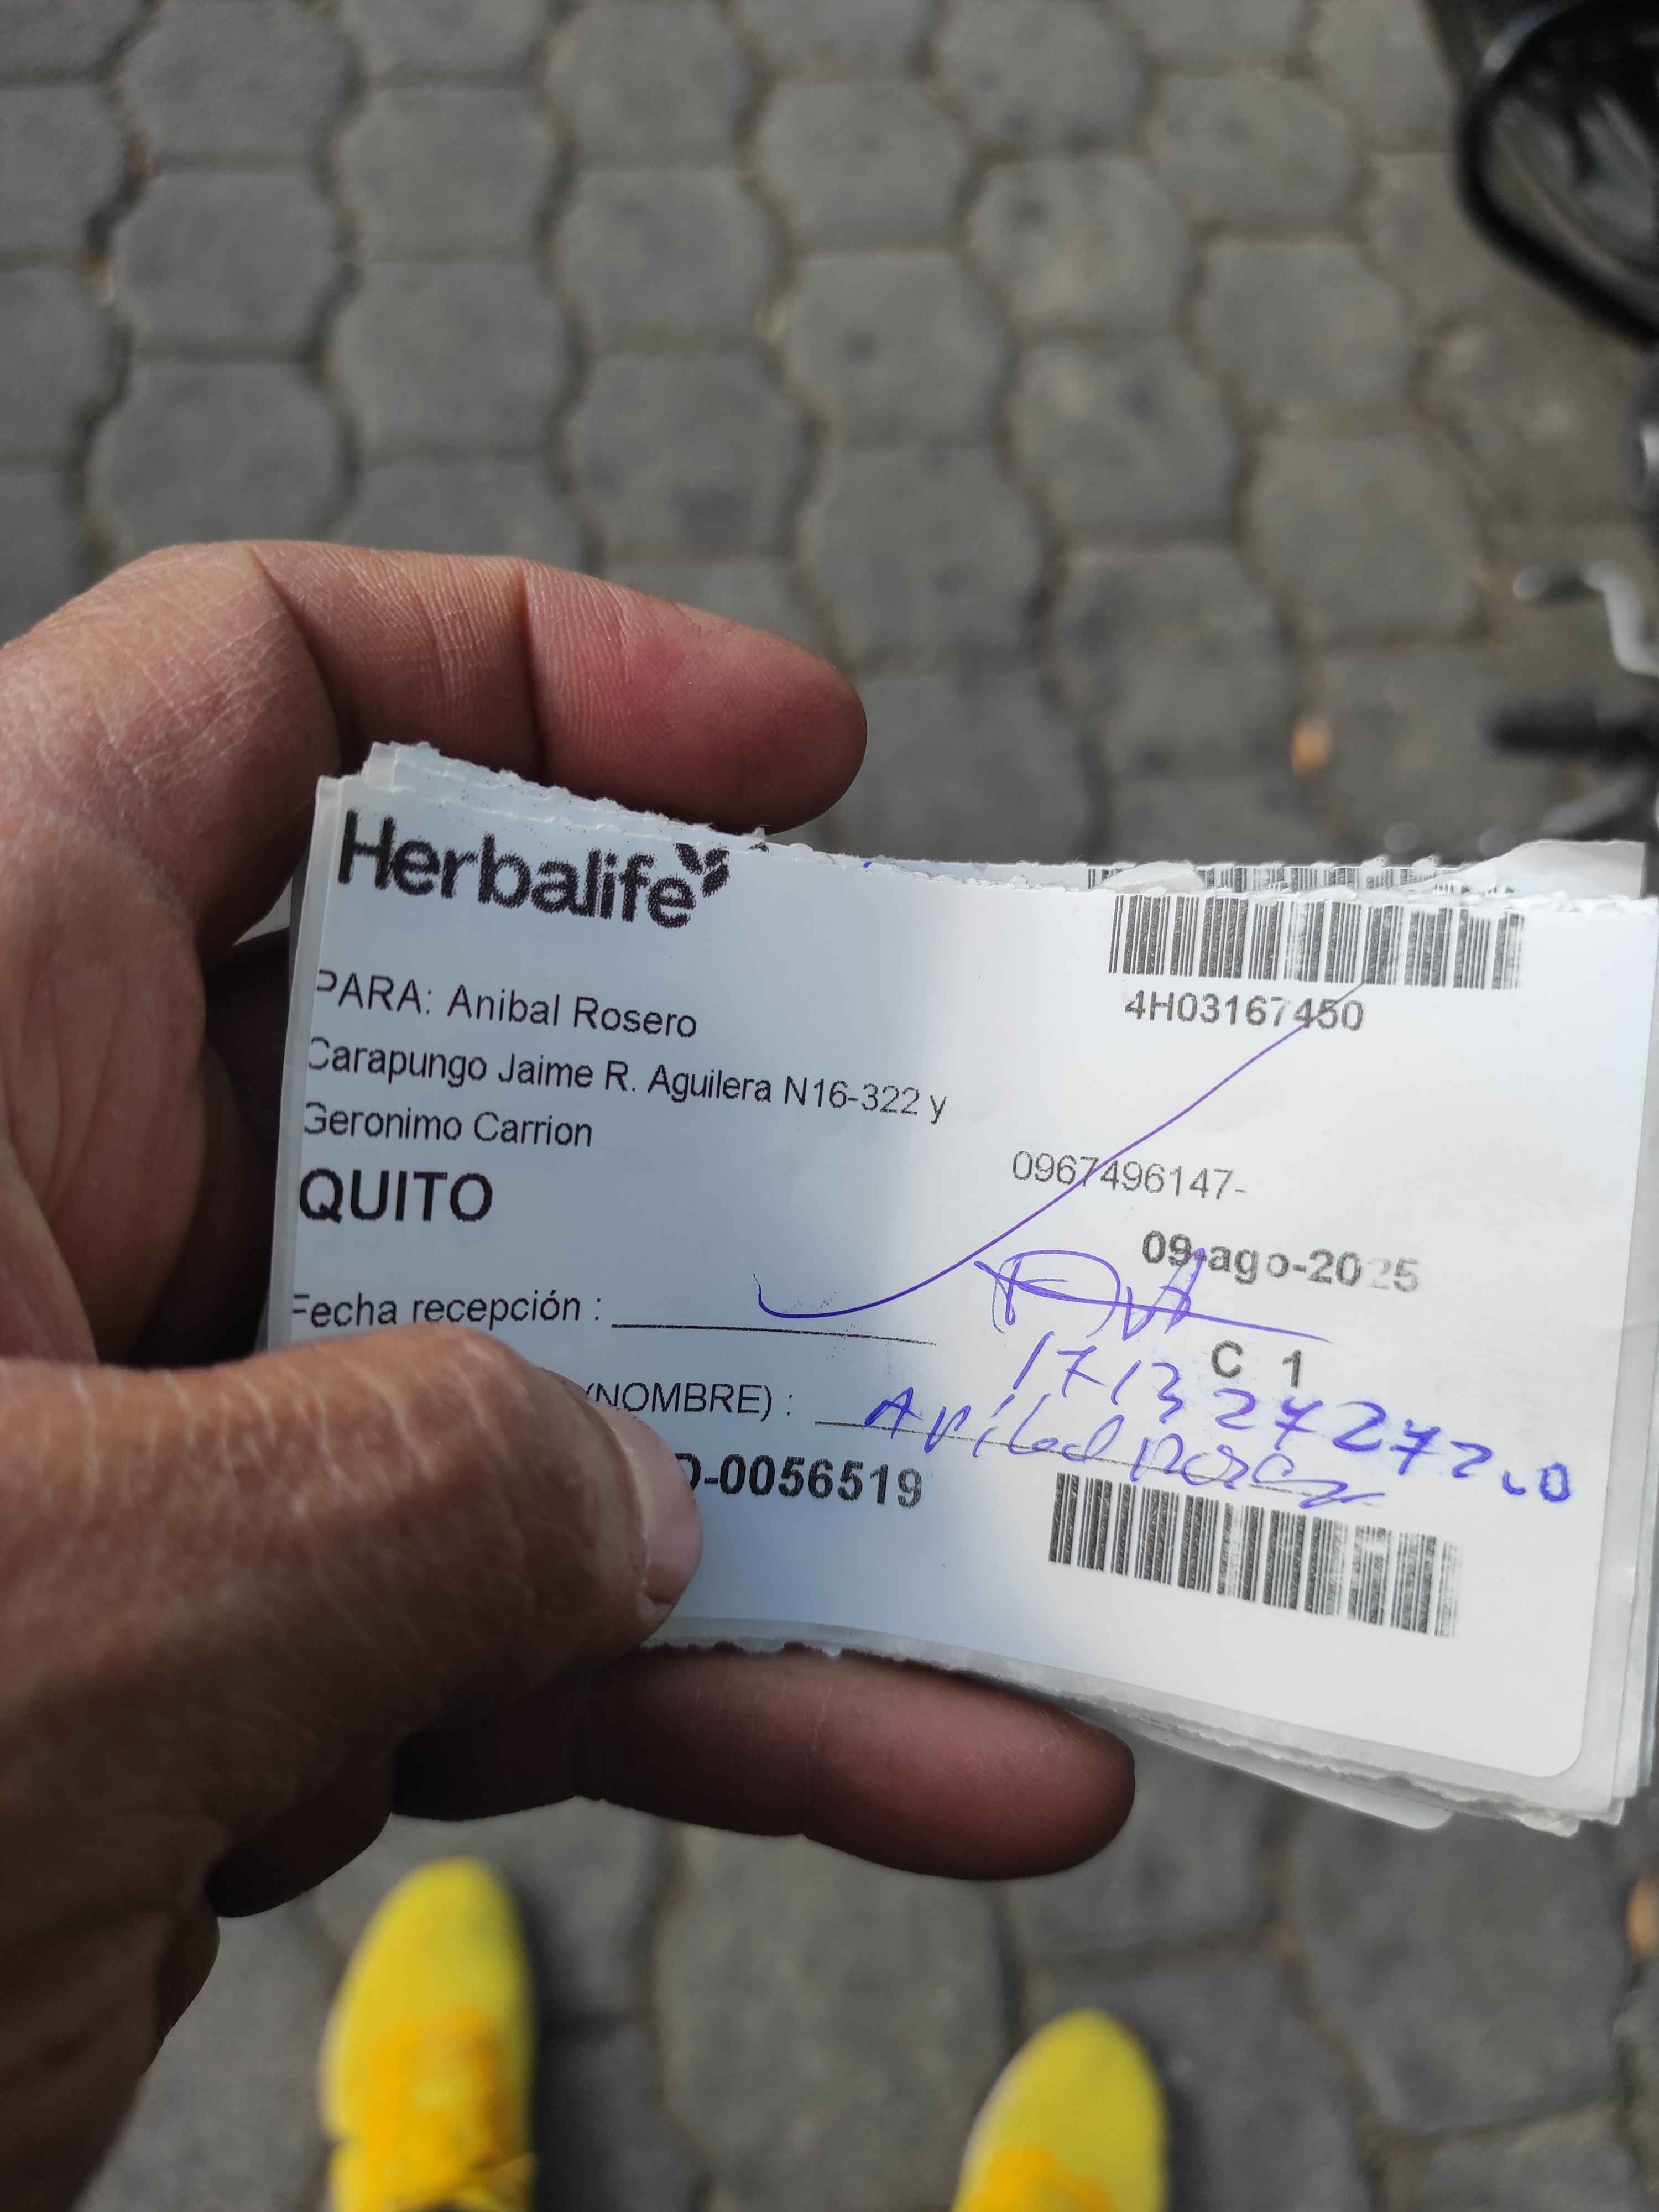 Herbalife
4H03167450
PARA: Anibal Rosero
Carapungo Jaime R. Aguilera N16-322 y
Geronimo Carrion
0967496147-
QUITO
09-ago-2025
Fecha recepción :
C 1
(NOMBRE) :
D-0056519